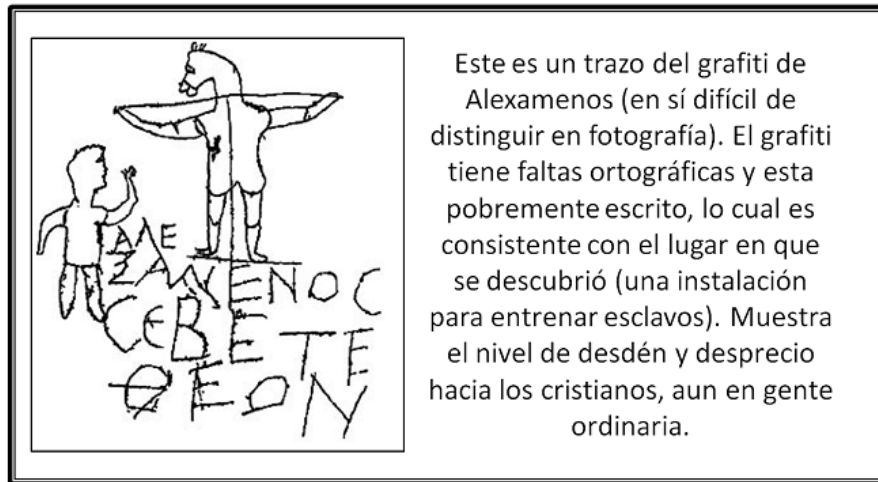 ΑΛΕ
ΞΑΜΕΝΟС
СΕΒΕΤΕ
ΘΕΟΝ
Este es un trazo del grafiti de
Alexamenos (en sí difícil de
distinguir en fotografía). El grafiti
tiene faltas ortográficas y esta
pobremente escrito, lo cual es
consistente con el lugar en que
se descubrió (una instalación
para entrenar esclavos). Muestra
el nivel de desdén y desprecio
hacia los cristianos, aun en gente
ordinaria.